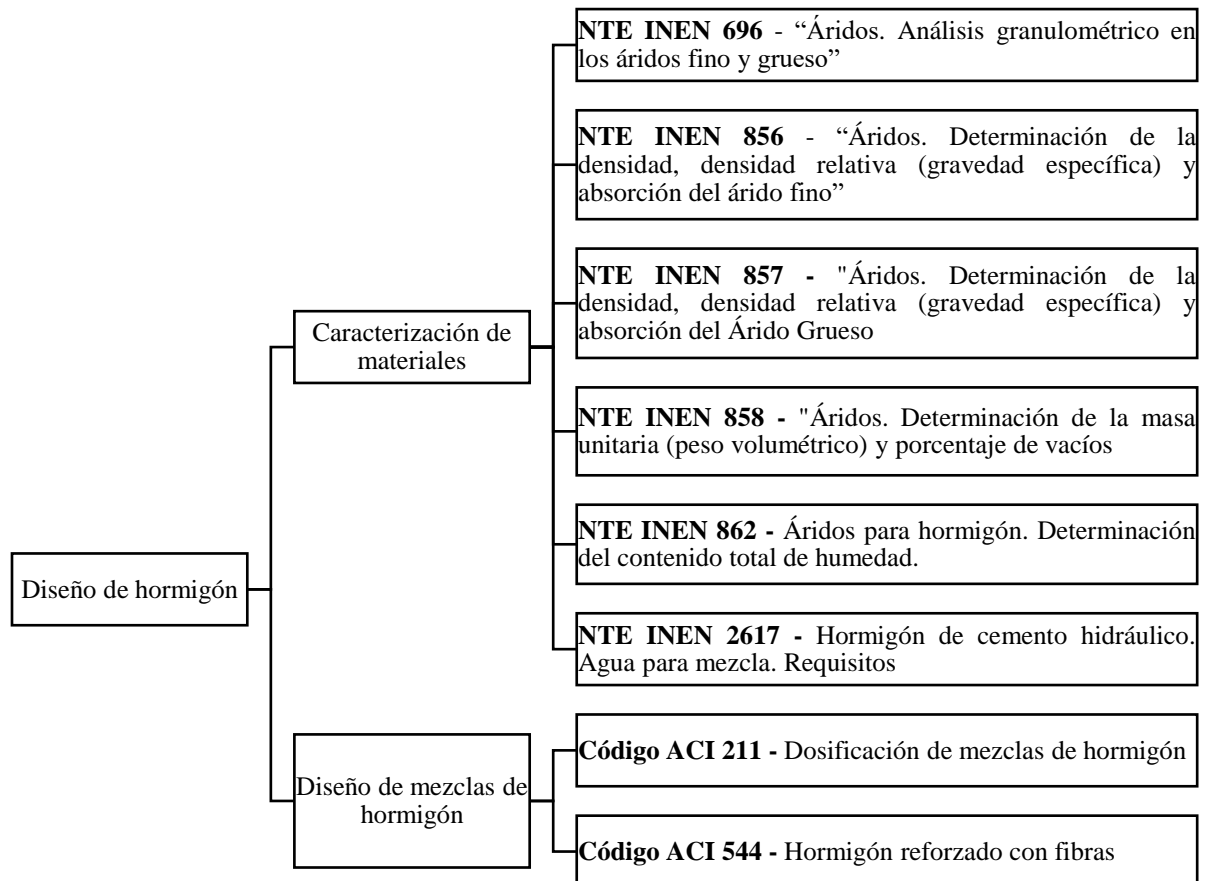 NTE INEN 696 - “Áridos. Análisis granulométrico en
los áridos fino y grueso”
NTE INEN 856 - “Áridos. Determinación de la
densidad, densidad relativa (gravedad específica) y
absorción del árido fino”
NTE INEN 857 - "Áridos. Determinación de la
densidad, densidad relativa (gravedad específica) y
absorción del Árido Grueso
Caracterización de
materiales
NTE INEN 858 - "Áridos. Determinación de la masa
unitaria (peso volumétrico) y porcentaje de vacíos
NTE INEN 862 - Áridos para hormigón. Determinación
del contenido total de humedad.
Diseño de hormigón
NTE INEN 2617 - Hormigón de cemento hidráulico.
Agua para mezcla. Requisitos
Diseño de mezclas de
hormigón
Código ACI 211 - Dosificación de mezclas de hormigón
Código ACI 544 - Hormigón reforzado con fibras